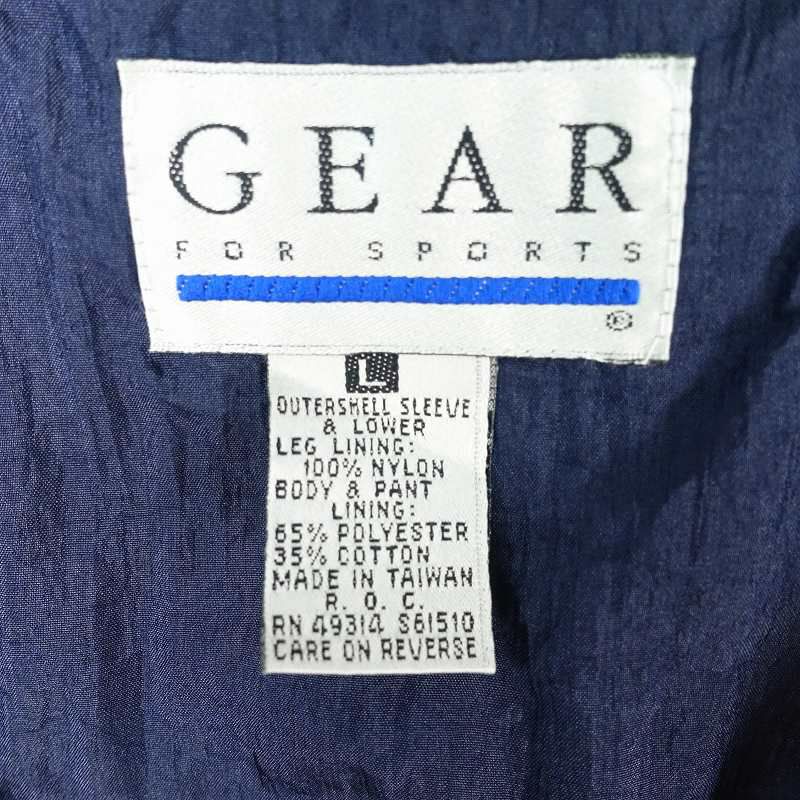 GEAR
FOR SPORTS
®
L
OUTERSHELL SLEEVE
& LOWER
LEG LINING:
100% NYLON
BODY & PANT
LINING:
65% POLYESTER
35% COTTON
MADE IN TAIWAN
R. O. C.
RN 49314 S61510
CARE ON REVERSE